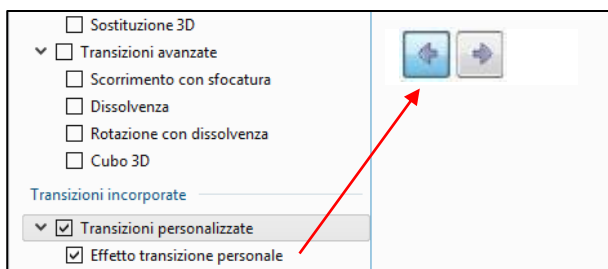 Sostituzione 3D
Transizioni avanzate
Scorrimento con sfocatura
Dissolvenza
Rotazione con dissolvenza
Cubo 3D
Transizioni incorporate
Transizioni personalizzate
Effetto transizione personale